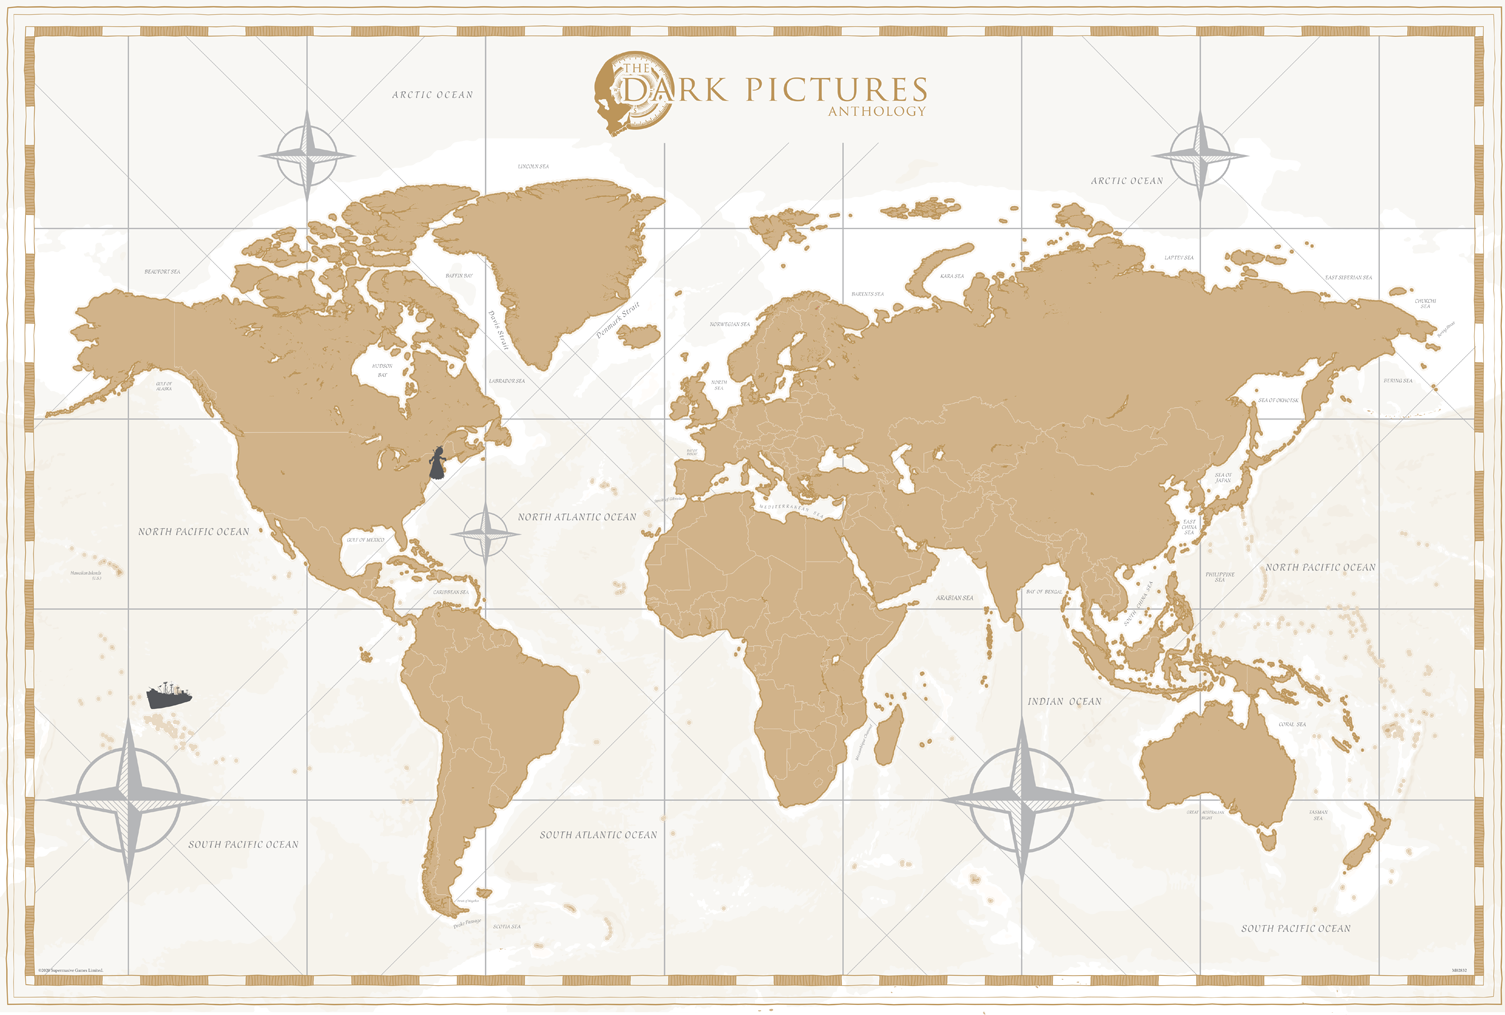 THE
DARK PICTURES
ANTHOLOGY
ARCTIC OCEAN
LINCOLN SEA
ARCTIC OCEAN
BEAUFORT SEA
BAFFIN BAY
KARA SEA
LAPTEV SEA
EAST SIBERIAN SEA
BARENTS SEA
CHUKCHI
SEA
Davis Strait
Denmark Strait
NORWEGIAN SEA
HUDSON
BAY
LABRADOR SEA
GULF OF
ALASKA
NORTH
SEA
BERING SEA
SEA OF OKHOTSK
SEA OF
JAPAN
MEDITERRANEAN SEA
NORTH PACIFIC OCEAN
NORTH ATLANTIC OCEAN
GULF OF MEXICO
EAST
CHINA
SEA
NORTH PACIFIC OCEAN
Hawaiian Islands
(U.S.)
PHILIPPINE
SEA
CARIBBEAN SEA
ARABIAN SEA
BAY OF BENGAL
SOUTH CHINA SEA
INDIAN OCEAN
CORAL SEA
GREAT AUSTRALIAN
BIGHT
TASMAN
SEA
SOUTH PACIFIC OCEAN
SOUTH ATLANTIC OCEAN
Drake Passage
SCOTIA SEA
SOUTH PACIFIC OCEAN
©2020 Supermassive Games Limited.